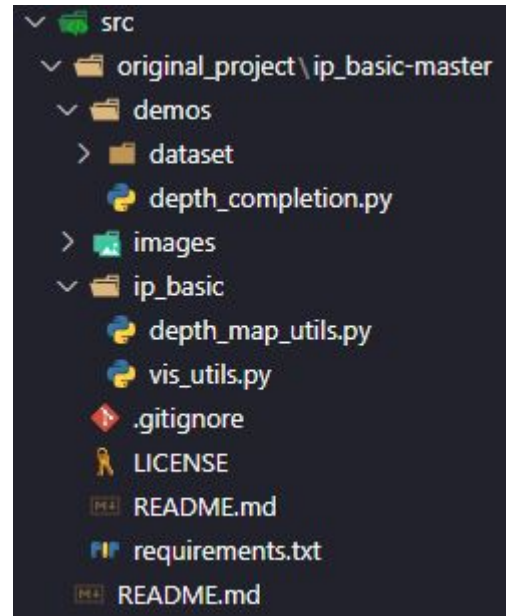 src
original_project\ip_basic-master
demos
dataset
depth_completion.py
images
ip_basic
depth_map_utils.py
vis_utils.py
.gitignore
LICENSE
README.md
requirements.txt
README.md